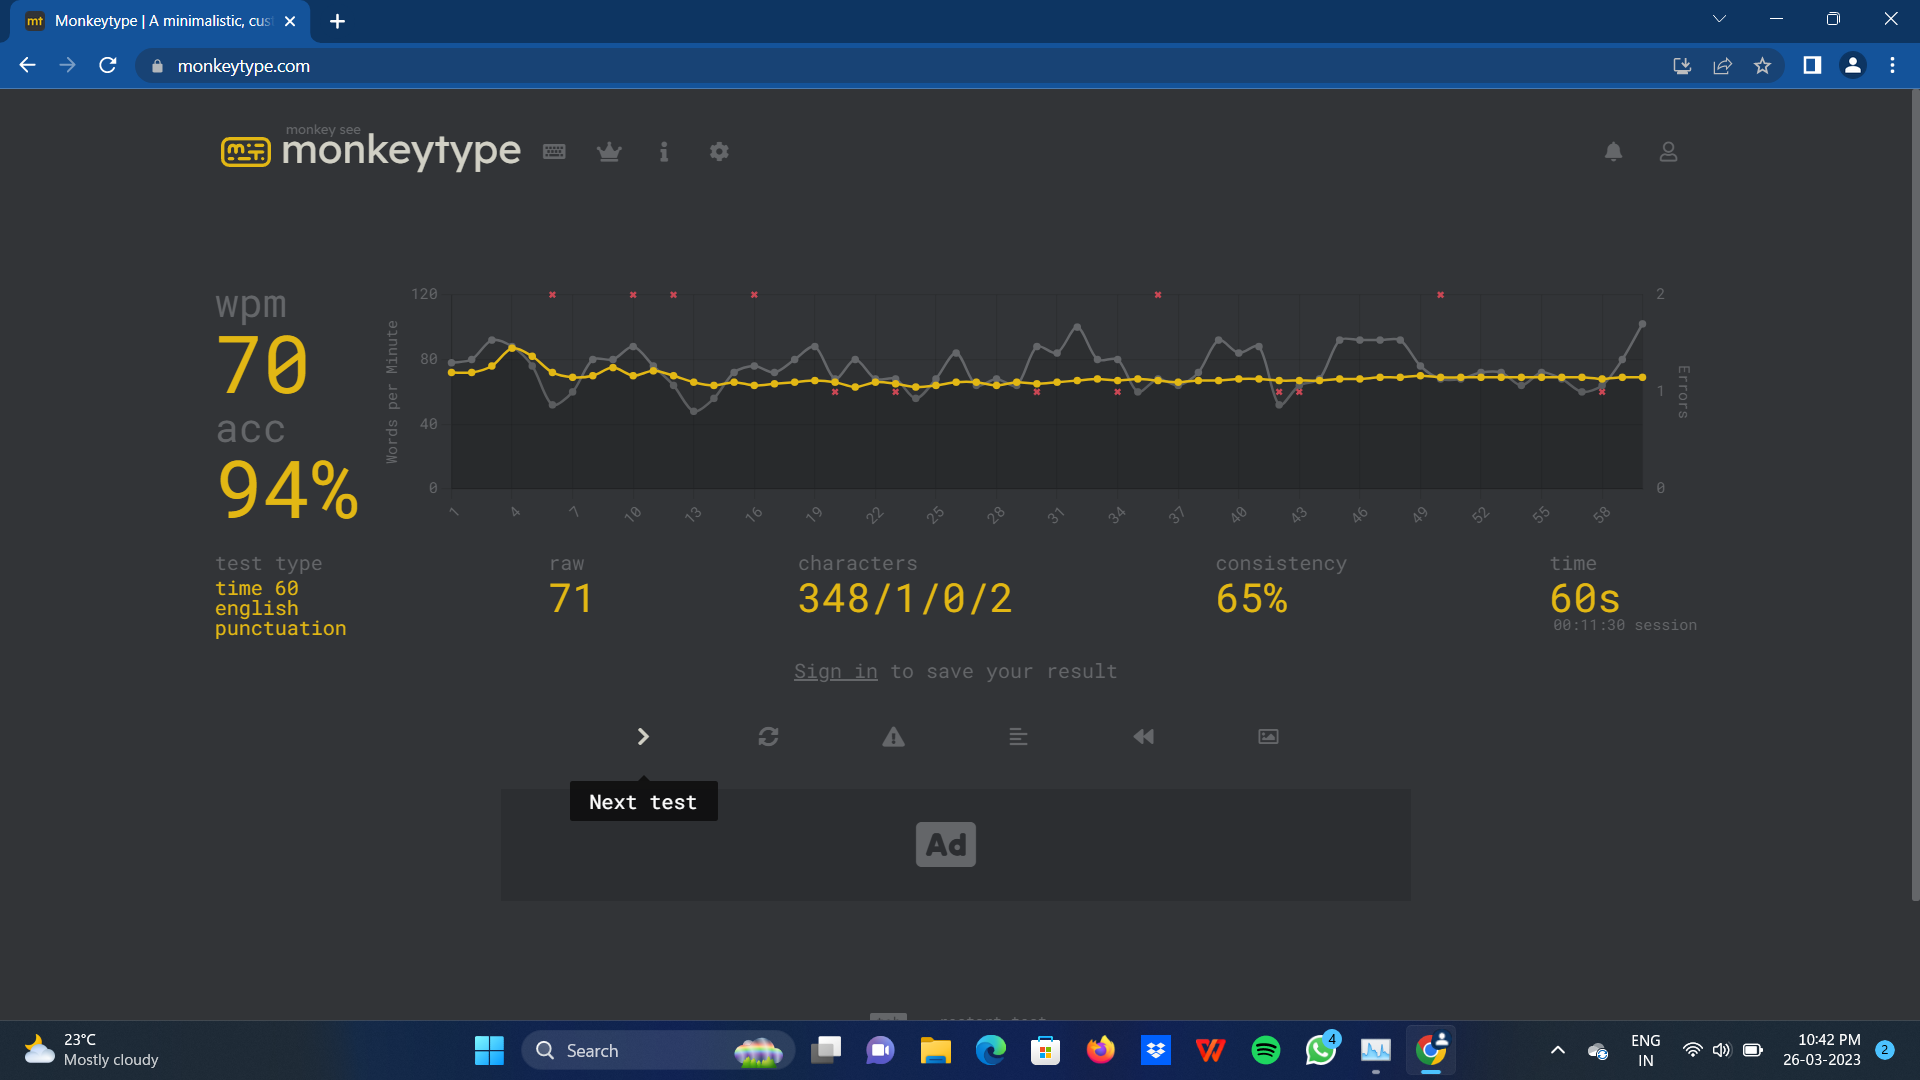 mt Monkeytype | A minimalistic, cus
monkeytype.com
monkey see
monkeytype
wpm
70
acc
94%
Words per Minute
120
80
40
0
2
1
0
Errors
1 4 7 10 13 16 19 22 25 28 31 34 37 40 43 46 49 52 55 58
test type
time 60
english
punctuation
raw
71
characters
348/1/0/2
consistency
65%
time
60s
00:11:30 session
Sign in to save your result
Next test
Ad
23°C
Mostly cloudy
Search
4
ENG
IN
10:42 PM
26-03-2023
2